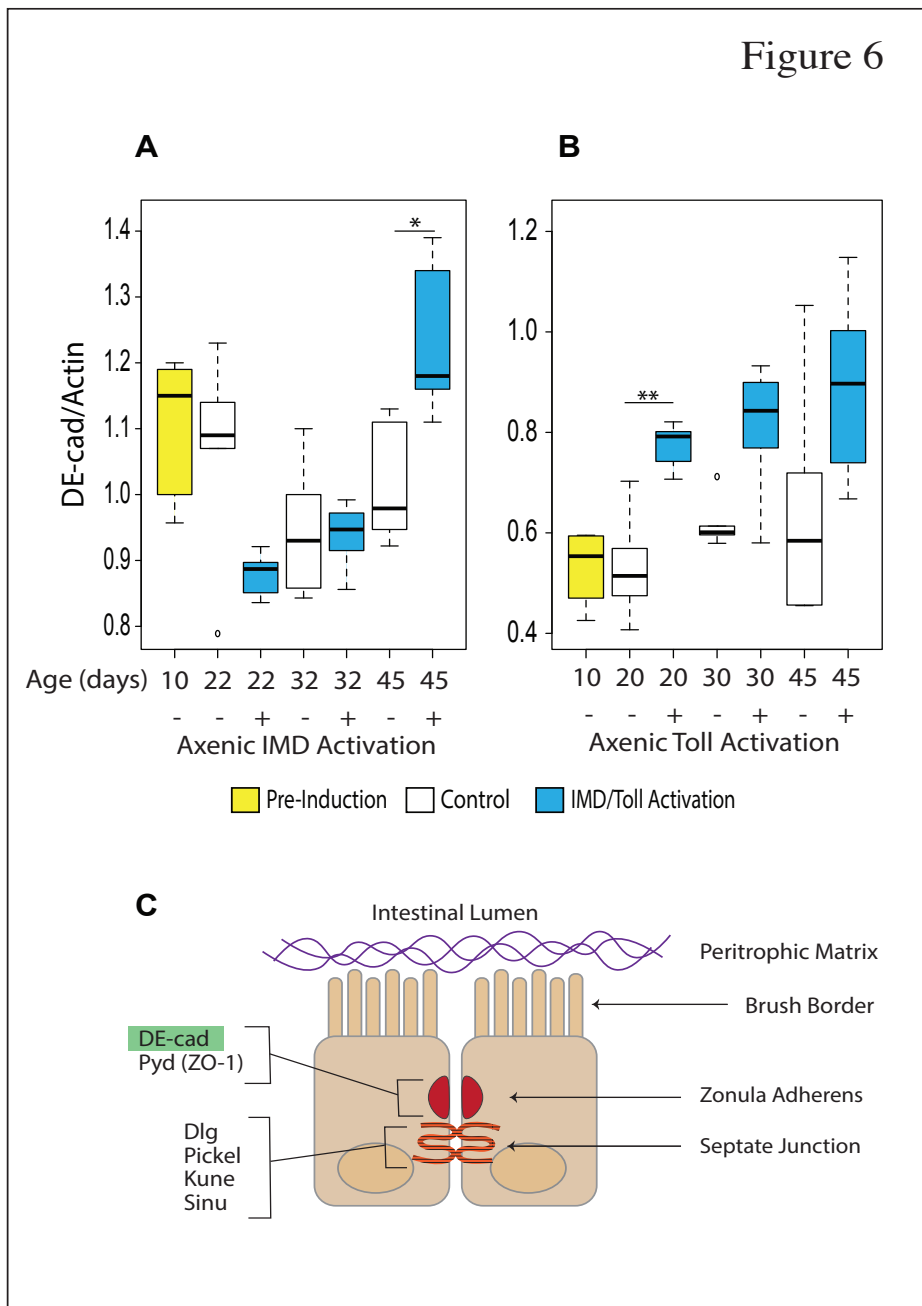 Figure 6
A
B
DE-cad/Actin
1.4
1.3
1.2
1.1
1.0
0.9
0.8
*
1.2
1.0
0.8
0.6
0.4
**
Age (days) 10 22 22 32 32 45 45
- - + - + - +
Axenic IMD Activation
10 20 20 30 30 45 45
- - + - + - +
Axenic Toll Activation
Pre-Induction Control IMD/Toll Activation
C
Intestinal Lumen
Peritrophic Matrix
Brush Border
DE-cad
Pyd (ZO-1)
Zonula Adherens
Dlg
Pickel
Kune
Sinu
Septate Junction